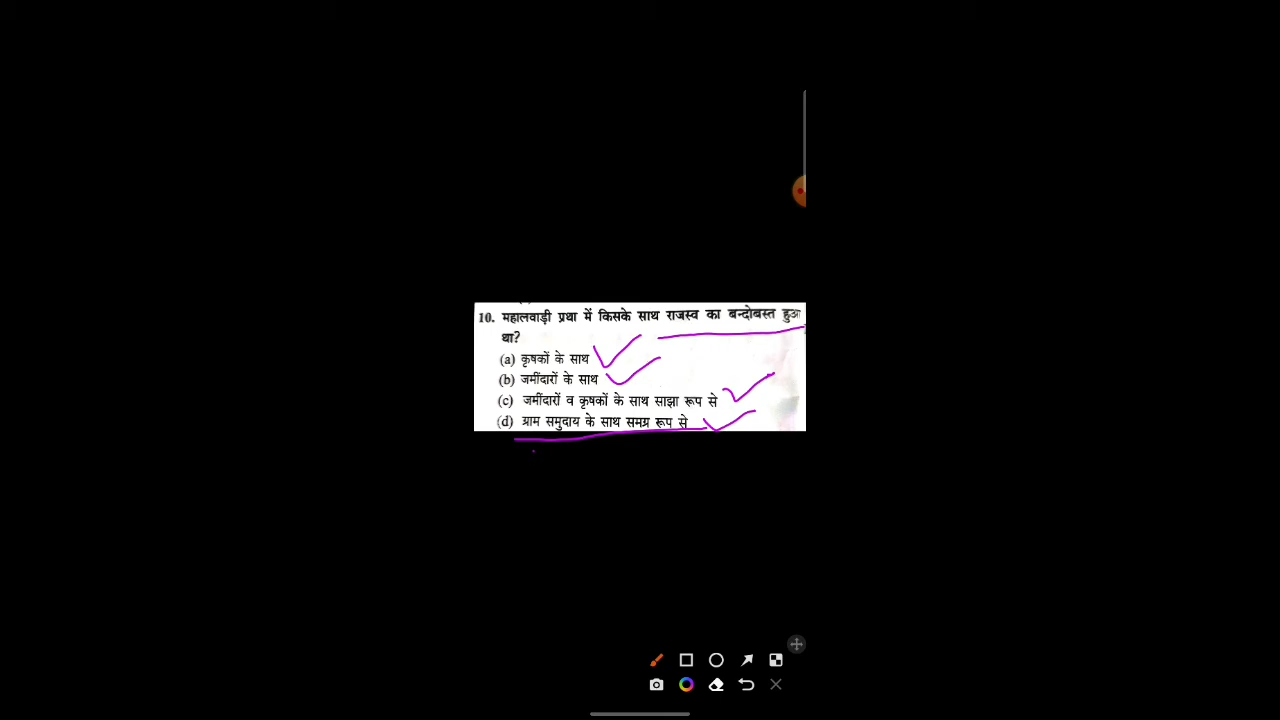 10. महालवाड़ी प्रथा में किसके साथ राजस्व का बन्दोबस्त हुआ
था?
(a) कृषकों के साथ
(b) जमींदारों के साथ
(c) जमींदारों व कृषकों के साथ साझा रूप से
(d) ग्राम समुदाय के साथ समग्र रूप से